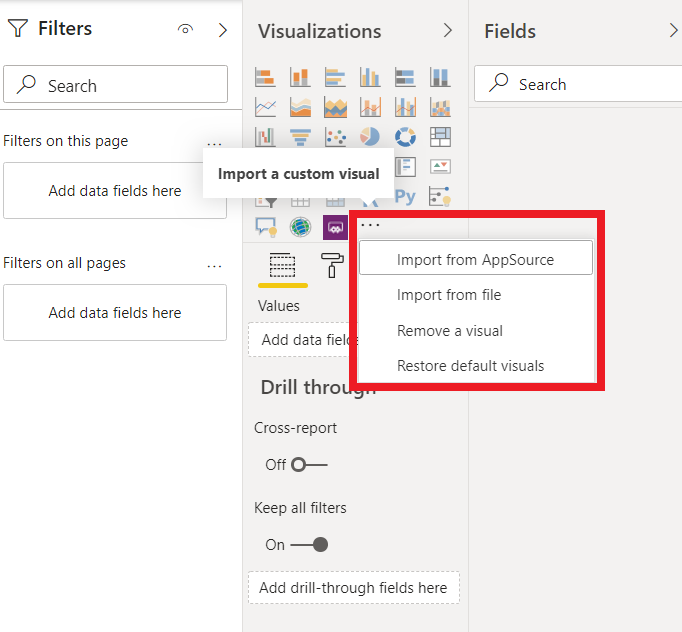 Filters
Search
Filters on this page
...
Add data fields here
Filters on all pages
...
Add data fields here
Visualizations
Import a custom visual
R
Py
...
Import from AppSource
Import from file
Remove a visual
Restore default visuals
Values
Add data fields
Drill through
Cross-report
Off
Keep all filters
On
Add drill-through fields here
Fields
Search